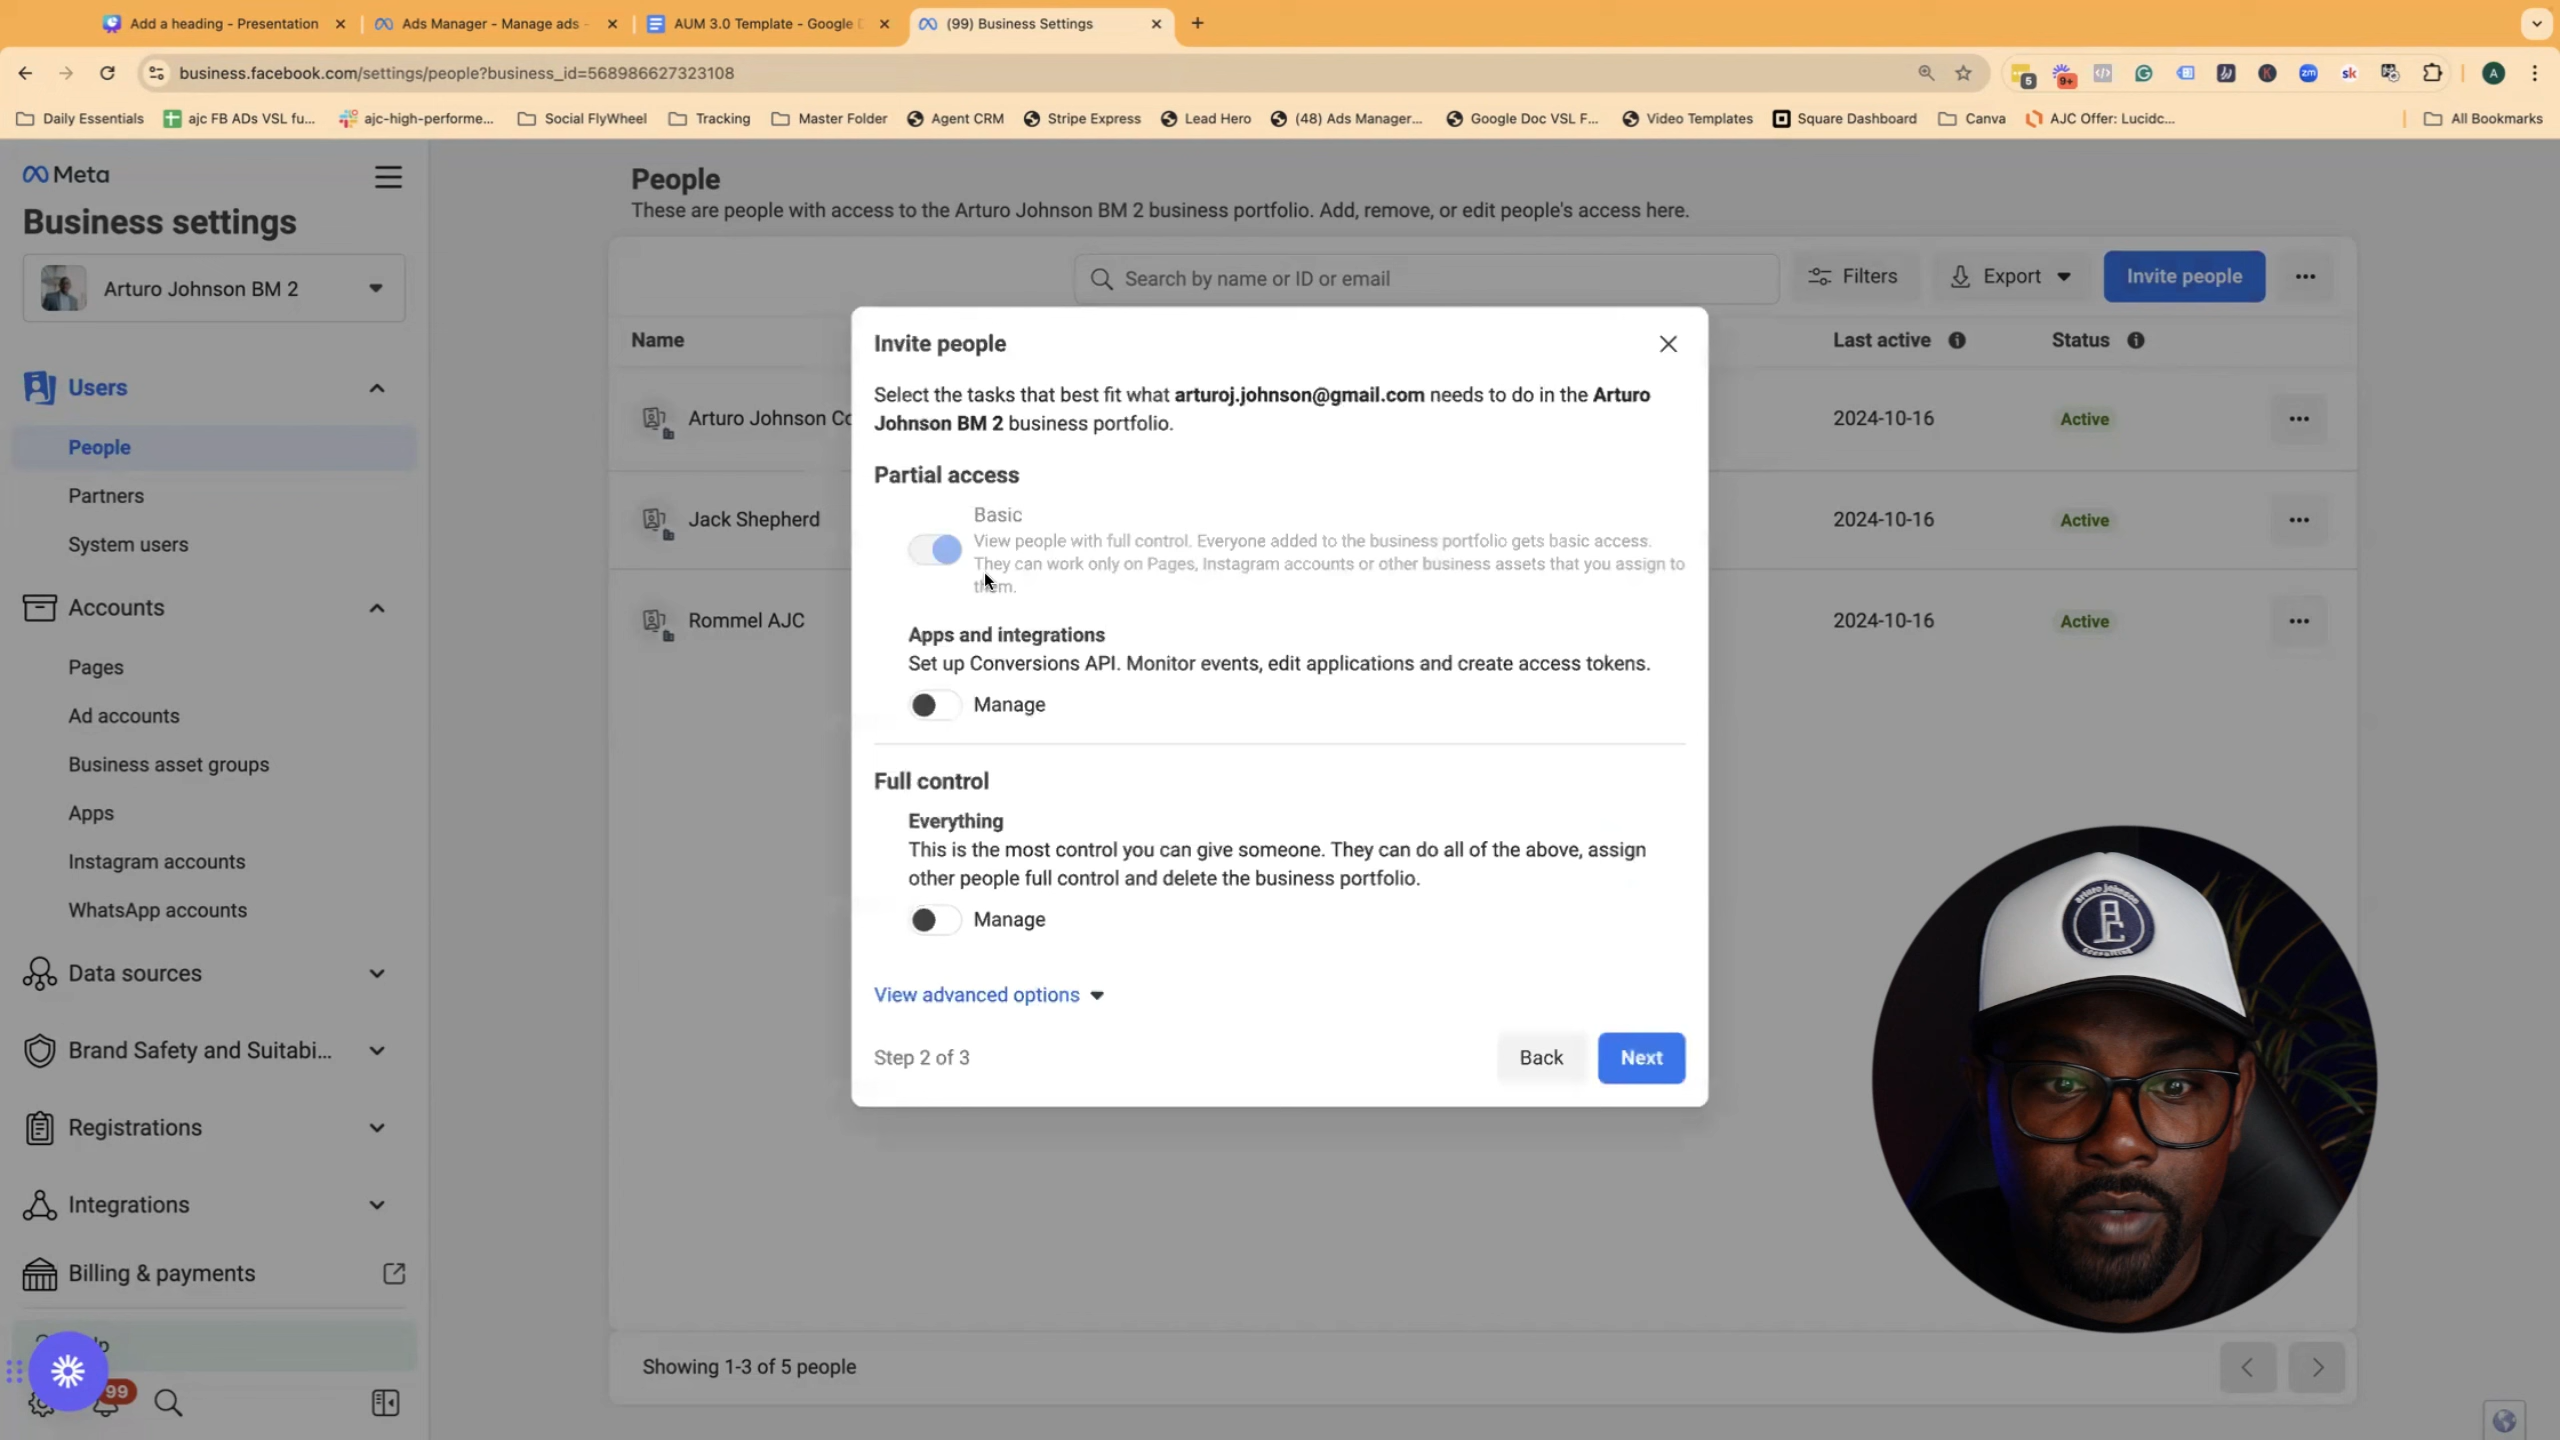 Add a heading - Presentation
Ads Manager - Manage ads -
AUM 3.0 Template - Google D
(99) Business Settings
business.facebook.com/settings/people?business_id=568986627323108
5
9+
zm
sk
A
Daily Essentials
ajc FB ADs VSL fu...
ajc-high-performe...
Social FlyWheel
Tracking
Master Folder
Agent CRM
Stripe Express
Lead Hero
(48) Ads Manager...
Google Doc VSL F...
Video Templates
Square Dashboard
Canva
AJC Offer: Lucidc...
All Bookmarks
Meta
Business settings
Arturo Johnson BM 2
Users
People
Partners
System users
Accounts
Pages
Ad accounts
Business asset groups
Apps
Instagram accounts
WhatsApp accounts
Data sources
Brand Safety and Suitabi...
Registrations
Integrations
Billing & payments
99
People
These are people with access to the Arturo Johnson BM 2 business portfolio. Add, remove, or edit people's access here.
Search by name or ID or email
Filters
Export
Invite people
Name
Last active
Status
Arturo Johnson Co
2024-10-16
Active
Jack Shepherd
2024-10-16
Active
Rommel AJC
2024-10-16
Active
Showing 1-3 of 5 people
Invite people
Select the tasks that best fit what arturoj.johnson@gmail.com needs to do in the Arturo
Johnson BM 2 business portfolio.
Partial access
Basic
View people with full control. Everyone added to the business portfolio gets basic access.
They can work only on Pages, Instagram accounts or other business assets that you assign to
them.
Apps and integrations
Set up Conversions API. Monitor events, edit applications and create access tokens.
Manage
Full control
Everything
This is the most control you can give someone. They can do all of the above, assign
other people full control and delete the business portfolio.
Manage
View advanced options
Step 2 of 3
Back
Next